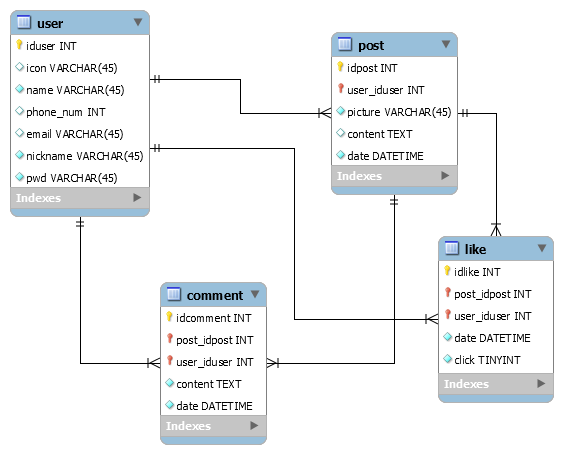 user
iduser INT
icon VARCHAR(45)
name VARCHAR(45)
phone_num INT
email VARCHAR(45)
nickname VARCHAR(45)
pwd VARCHAR(45)
Indexes
post
idpost INT
user_iduser INT
picture VARCHAR(45)
content TEXT
date DATETIME
Indexes
comment
idcomment INT
post_idpost INT
user_iduser INT
content TEXT
date DATETIME
Indexes
like
idlike INT
post_idpost INT
user_iduser INT
date DATETIME
click TINYINT
Indexes